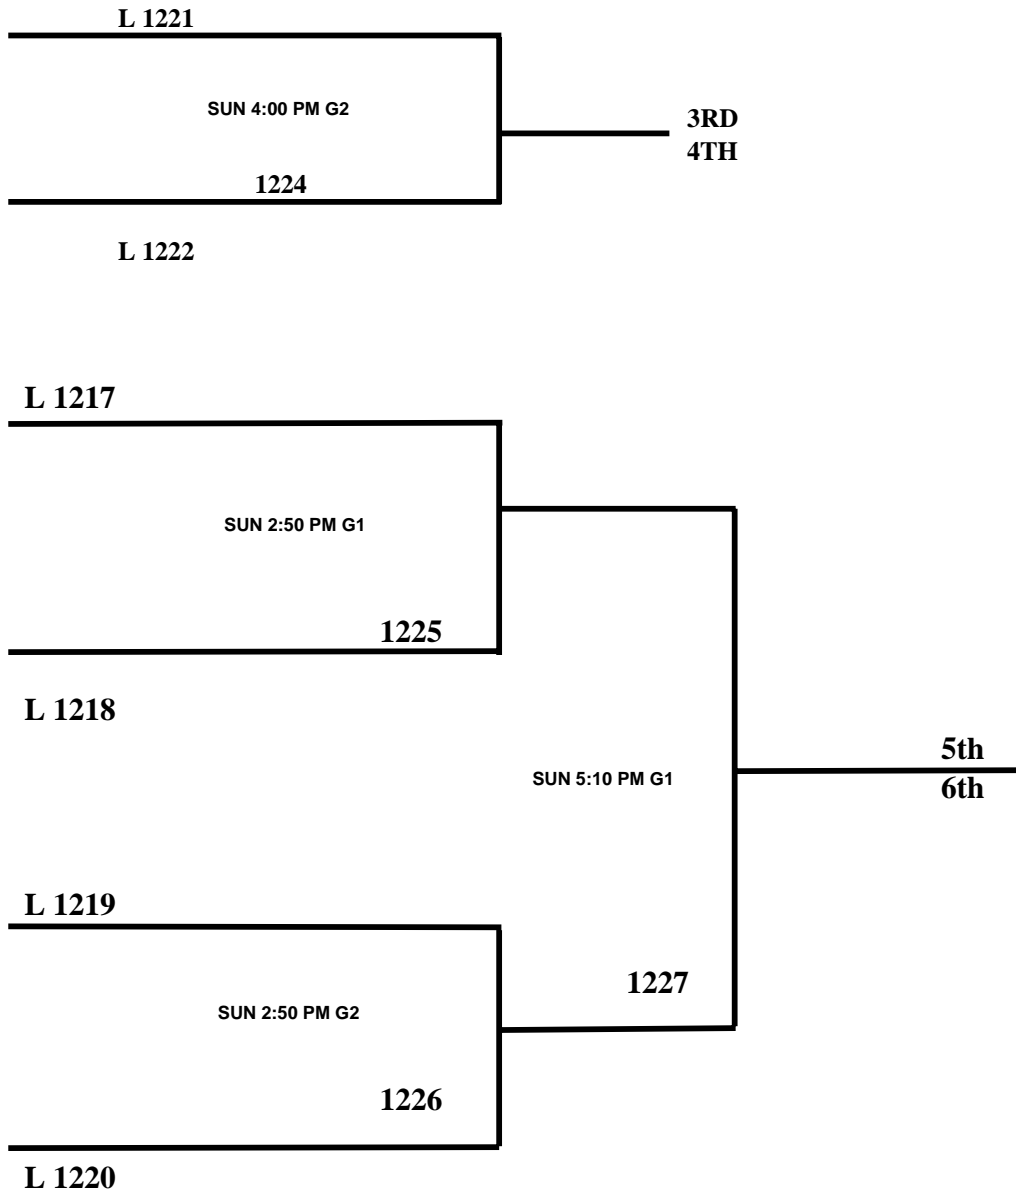 L 1221
SUN 4:00 PM G2
3RD
4TH
1224
L 1222
L 1217
SUN 2:50 PM G1
1225
L 1218
5th
SUN 5:10 PM G1
6th
L 1219
1227
SUN 2:50 PM G2
1226
L 1220